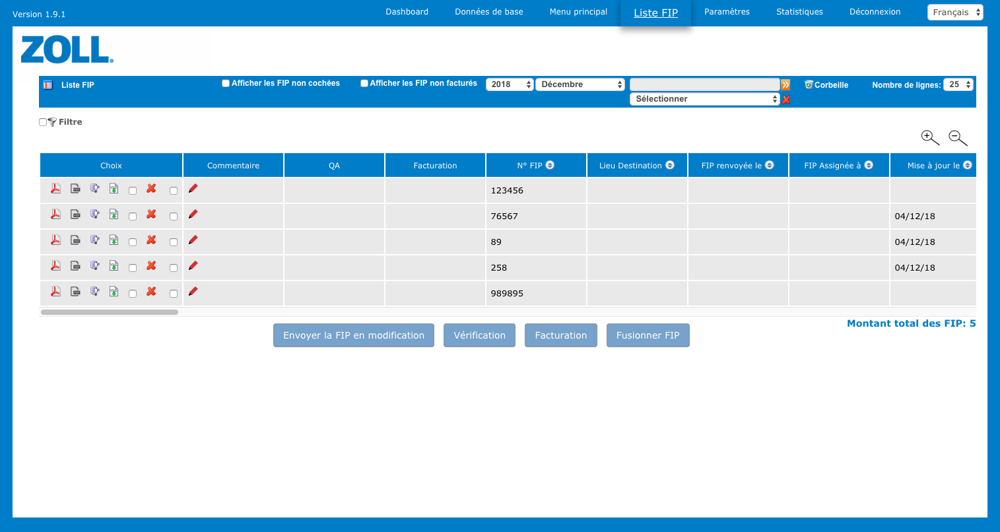 Version 1.9.1
Dashboard Données de base Menu principal Liste FIP Paramètres Statistiques Déconnexion Français
ZOLL®
Liste FIP Afficher les FIP non cochées Afficher les FIP non facturés 2018 Décembre Corbeille Nombre de lignes: 25
Sélectionner
Filtre
Choix Commentaire QA Facturation N° FIP Lieu Destination FIP renvoyée le FIP Assignée à Mise à jour le
123456
76567 04/12/18
89 04/12/18
258 04/12/18
989895
Montant total des FIP: 5
Envoyer la FIP en modification Vérification Facturation Fusionner FIP